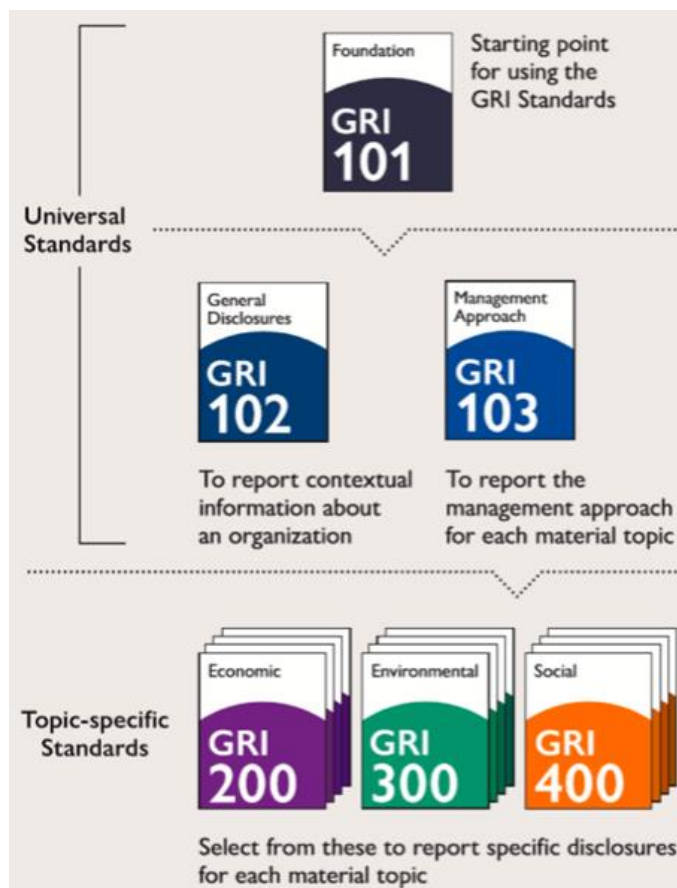 Foundation
GRI
101
Starting point
for using the
GRI Standards
Universal
Standards
General
Disclosures
GRI
102
Management
Approach
GRI
103
To report contextual
information about
an organization
To report the
management approach
for each material topic
Topic-specific
Standards
Economic
GRI
200
Environmental
GRI
300
Social
GRI
400
Select from these to report specific disclosures
for each material topic